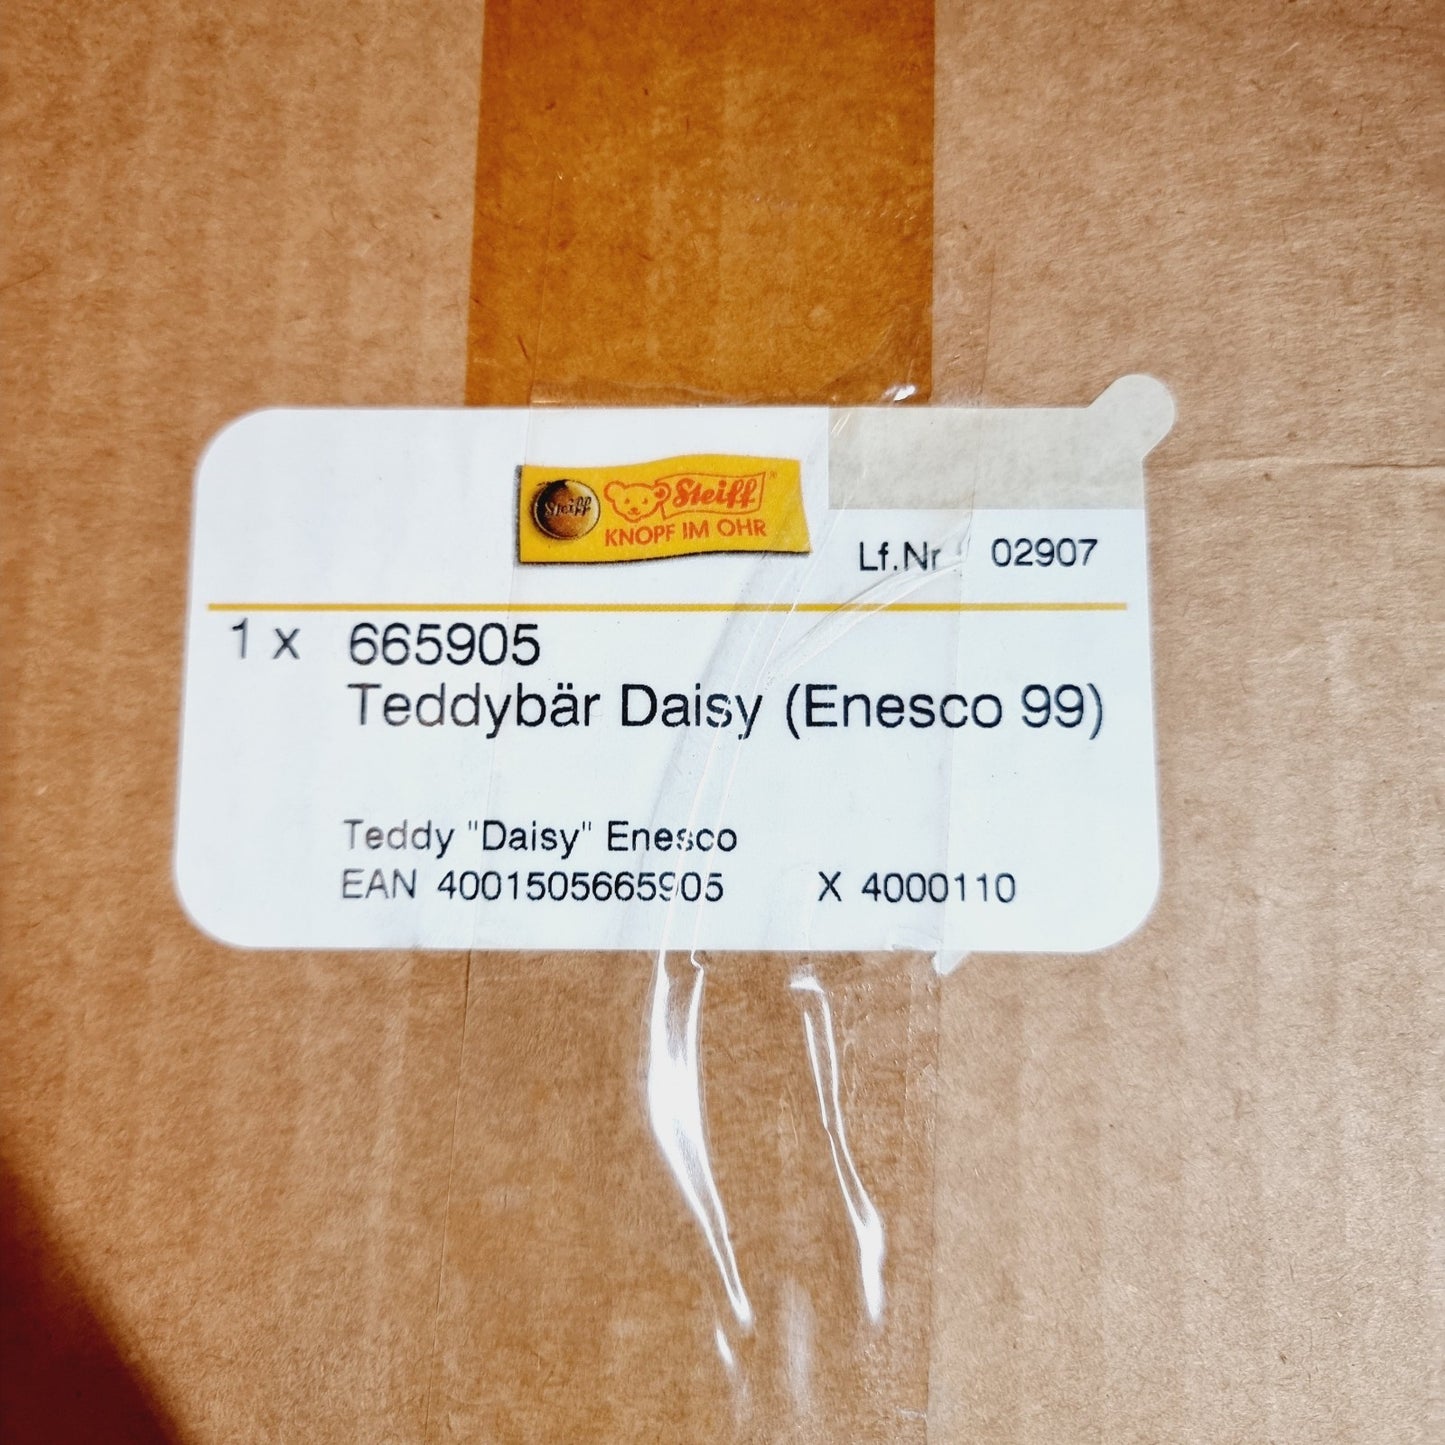 Steiff
Steiff
KNOPF IM OHR
Lf.Nr 02907
1 x 665905
Teddybär Daisy (Enesco 99)
Teddy "Daisy" Enesco
EAN 4001505665905 X 4000110